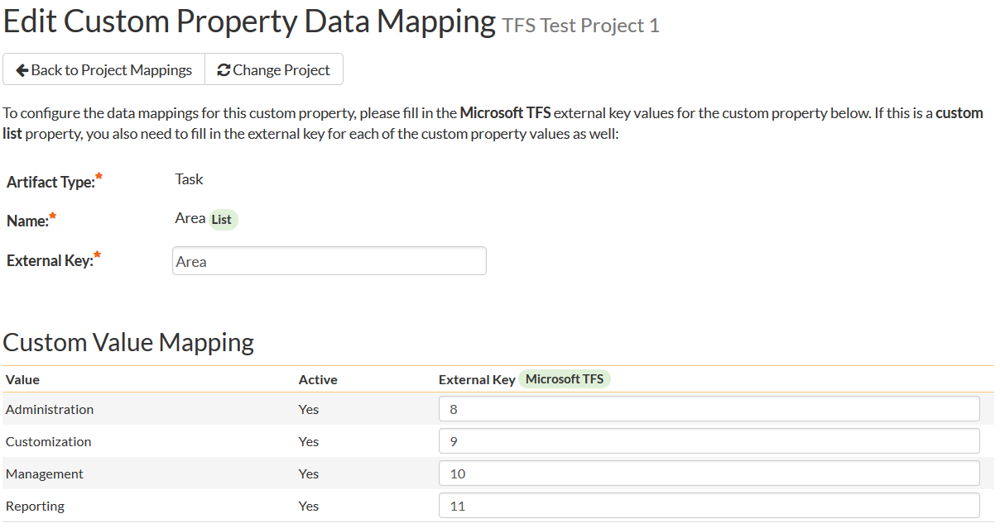 Edit Custom Property Data Mapping TFS Test Project 1
Back to Project Mappings Change Project
To configure the data mappings for this custom property, please fill in the Microsoft TFS external key values for the custom property below. If this is a custom
list property, you also need to fill in the external key for each of the custom property values as well:
Artifact Type:* Task
Name:* Area List
External Key:* Area
Custom Value Mapping
Value Active External Key Microsoft TFS
Administration Yes 8
Customization Yes 9
Management Yes 10
Reporting Yes 11